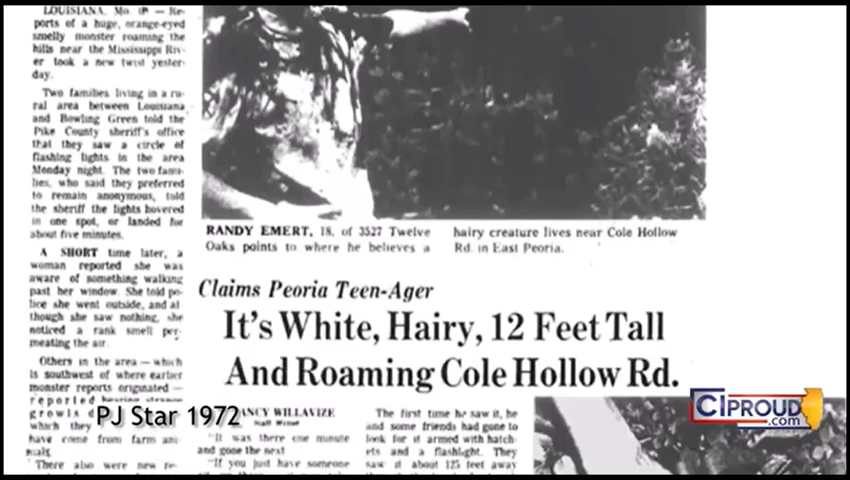 LOUISIANA, Mo. — Re-
ports of a huge, orange-eyed
smelly monster roaming the
hills near the Mississippi Riv-
er took a new twist yester-
day.
Two families living in a ru-
ral area between Louisiana
and Bowling Green told the
Pike County sheriff's office
that they saw a circle of
flashing lights in the area
Monday night. The two fami-
lies, who said they preferred
to remain anonymous, told
the sheriff the lights hovered
in one spot, or landed for
about five minutes.
A SHORT time later, a
woman reported she was
aware of something walking
past her window. She told po-
lice she went outside, and al
though she saw nothing, she
noticed a rank smell per-
meating the air.
Others in the area — which
is southwest of where earlier
monster reports originated —
reported hearing strange
growls
which they
have come from farm ani-
mals.
There also were new re-
RANDY EMERT, 18, of 3527 Twelve
Oaks points to where he believes a
hairy creature lives near Cole Hollow
Rd. in East Peoria.
Claims Peoria Teen-Ager
It's White, Hairy, 12 Feet Tall
And Roaming Cole Hollow Rd.
NANCY WILLAVIZE
Staff Writer
"It was there one minute
and gone the next
"If you just have someone
The first time he saw it, he
and some friends had gone to
look for it armed with hatch-
ets and a flashlight. They
saw it about 125 feet away
PJ Star 1972
CIPROUD
.com